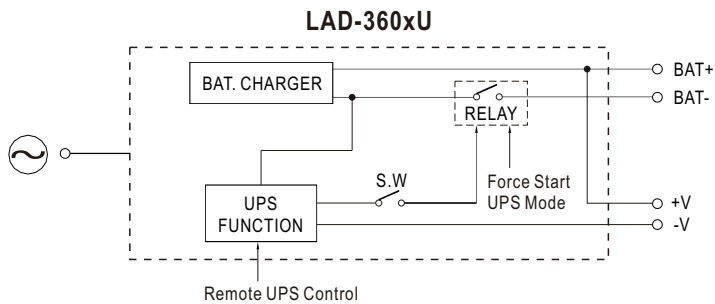 LAD-360xU
BAT. CHARGER
BAT+
BAT-
RELAY
S.W
Force Start
UPS Mode
UPS
FUNCTION
+V
-V
Remote UPS Control